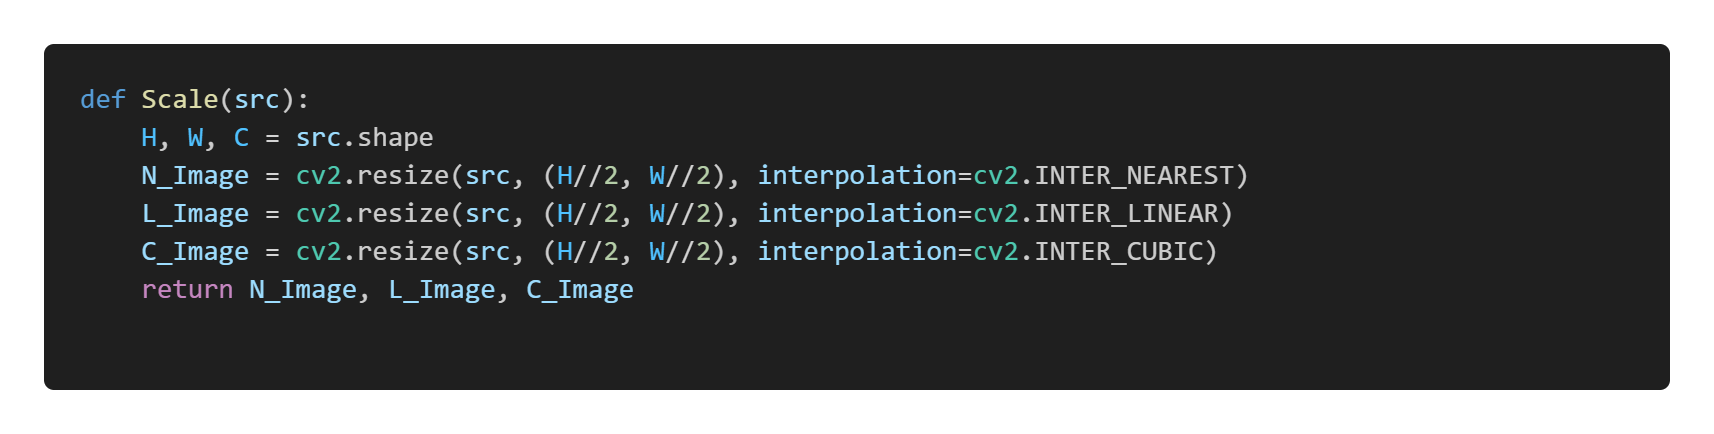 def Scale(src):
    H, W, C = src.shape
    N_Image = cv2.resize(src, (H//2, W//2), interpolation=cv2.INTER_NEAREST)
    L_Image = cv2.resize(src, (H//2, W//2), interpolation=cv2.INTER_LINEAR)
    C_Image = cv2.resize(src, (H//2, W//2), interpolation=cv2.INTER_CUBIC)
    return N_Image, L_Image, C_Image